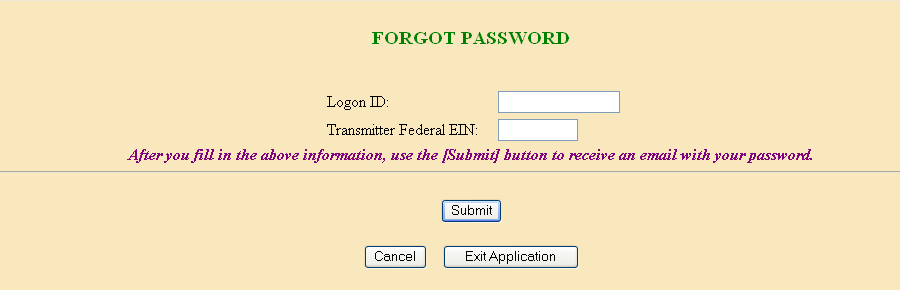 FORGOT PASSWORD
Logon ID:
Transmitter Federal EIN:
After you fill in the above information, use the [Submit] button to receive an email with your password.
Submit
Cancel Exit Application